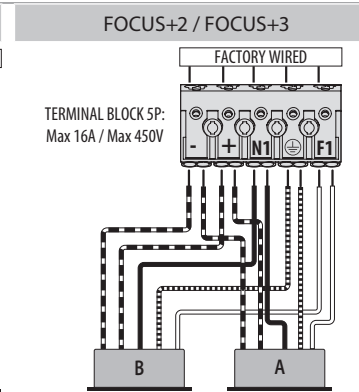 FOCUS+2 / FOCUS+3
FACTORY WIRED
TERMINAL BLOCK 5P:
Max 16A / Max 450V
- + N1 ⏚ F1
B A